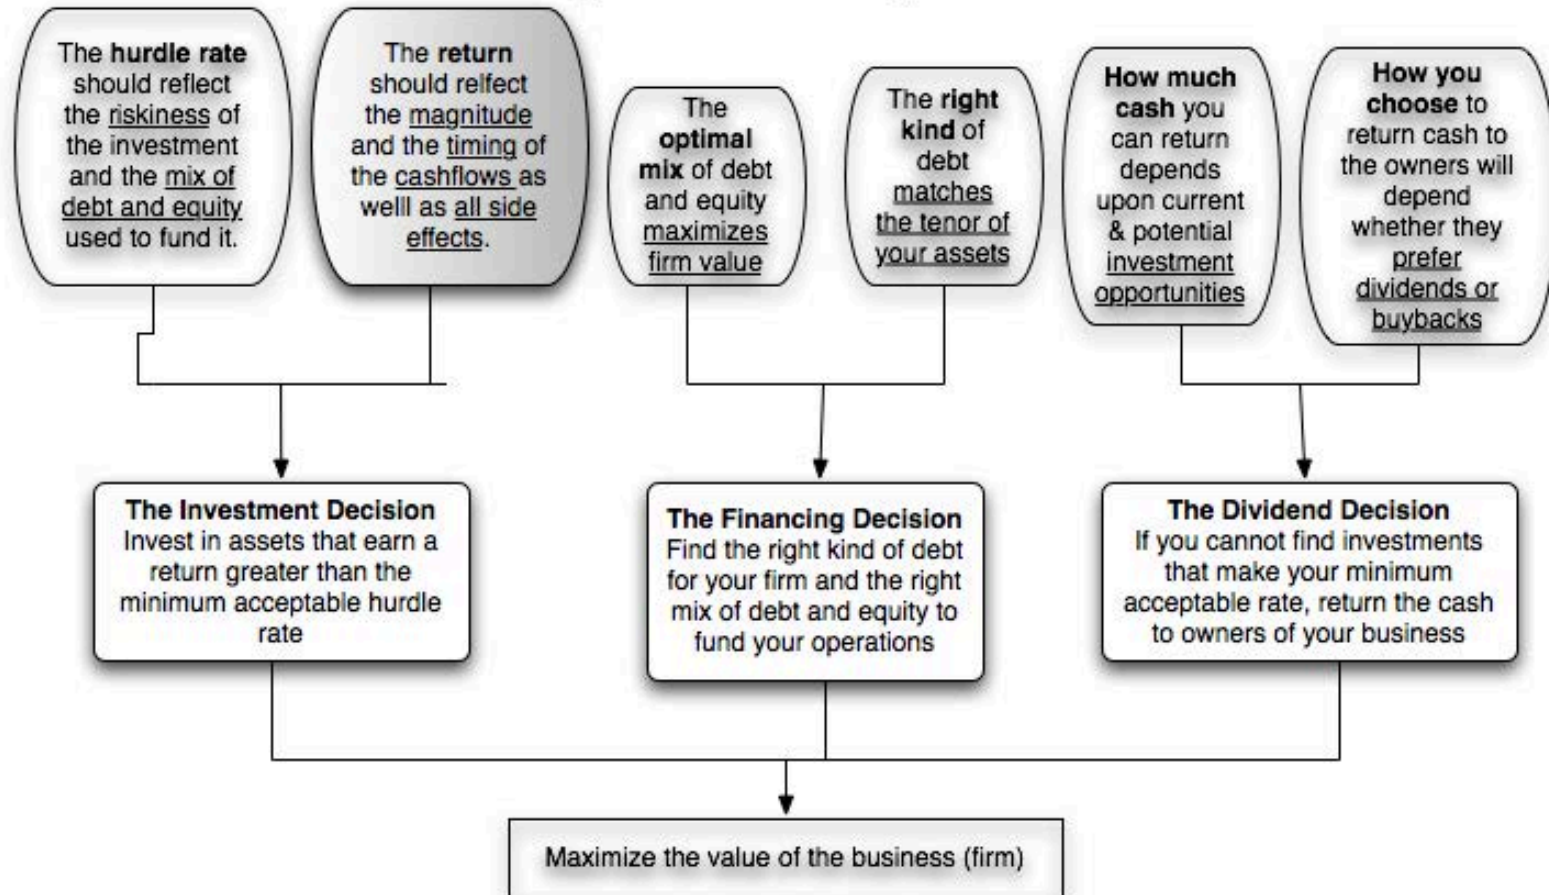 The hurdle rate
should reflect
the riskiness of
the investment
and the mix of
debt and equity
used to fund it.
The return
should relfect
the magnitude
and the timing of
the cashflows as
welll as all side
effects.
The
optimal
mix of debt
and equity
maximizes
firm value
The right
kind of
debt
matches
the tenor of
your assets
How much
cash you
can return
depends
upon current
& potential
investment
opportunities
How you
choose to
return cash to
the owners will
depend
whether they
prefer
dividends or
buybacks
The Investment Decision
Invest in assets that earn a
return greater than the
minimum acceptable hurdle
rate
The Financing Decision
Find the right kind of debt
for your firm and the right
mix of debt and equity to
fund your operations
The Dividend Decision
If you cannot find investments
that make your minimum
acceptable rate, return the cash
to owners of your business
Maximize the value of the business (firm)